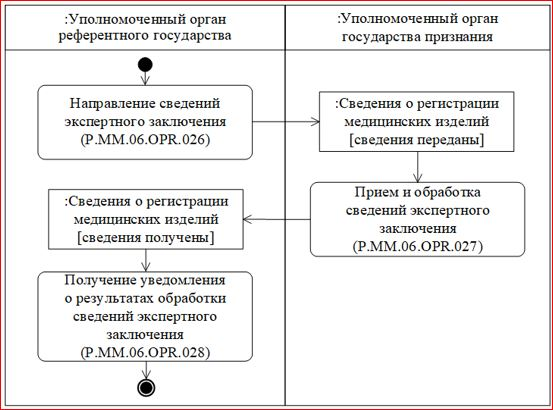 :Уполномоченный орган
референтного государства
:Уполномоченный орган
государства признания
Направление сведений
экспертного заключения
(P.MM.06.OPR.026)
:Сведения о регистрации
медицинских изделий
[сведения переданы]
Прием и обработка
сведений экспертного
заключения
(P.MM.06.OPR.027)
:Сведения о регистрации
медицинских изделий
[сведения получены]
Получение уведомления
о результатах обработки
сведений экспертного
заключения
(P.MM.06.OPR.028)